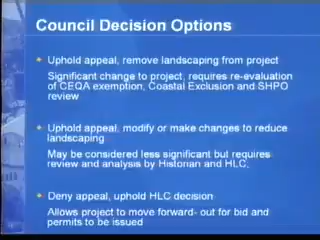 Council Decision Options
Uphold appeal, remove landscaping from project
Significant change to project, requires re-evaluation
of CEQA exemption, Coastal Exclusion and SHPO
review
Uphold appeal, modify or make changes to reduce
landscaping
May be considered less significant but requires
review and analysis by Historian and HLC.
Deny appeal, uphold HLC decision
Allows project to move forward- out for bid and
permits to be issued